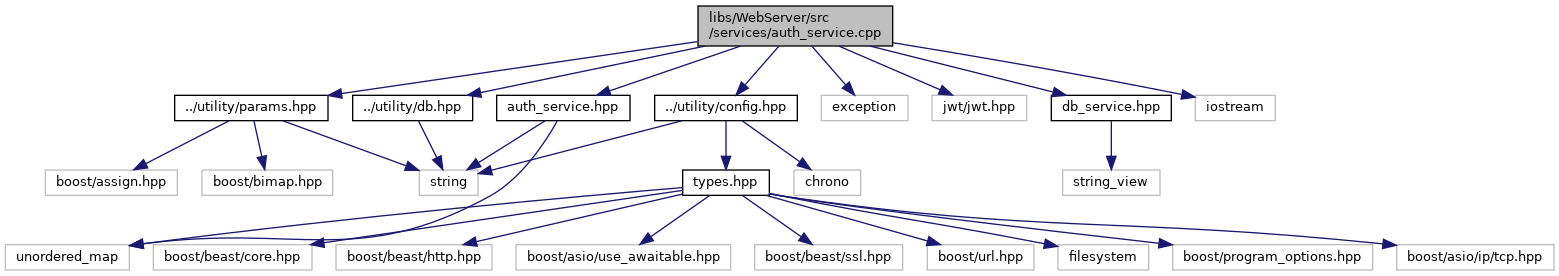 libs/WebServer/src
/services/auth_service.cpp
../utility/params.hpp
../utility/db.hpp
auth_service.hpp
../utility/config.hpp
exception
jwt/jwt.hpp
db_service.hpp
iostream
boost/assign.hpp
boost/bimap.hpp
string
types.hpp
chrono
string_view
unordered_map
boost/beast/core.hpp
boost/beast/http.hpp
boost/asio/use_awaitable.hpp
boost/beast/ssl.hpp
boost/url.hpp
filesystem
boost/program_options.hpp
boost/asio/ip/tcp.hpp